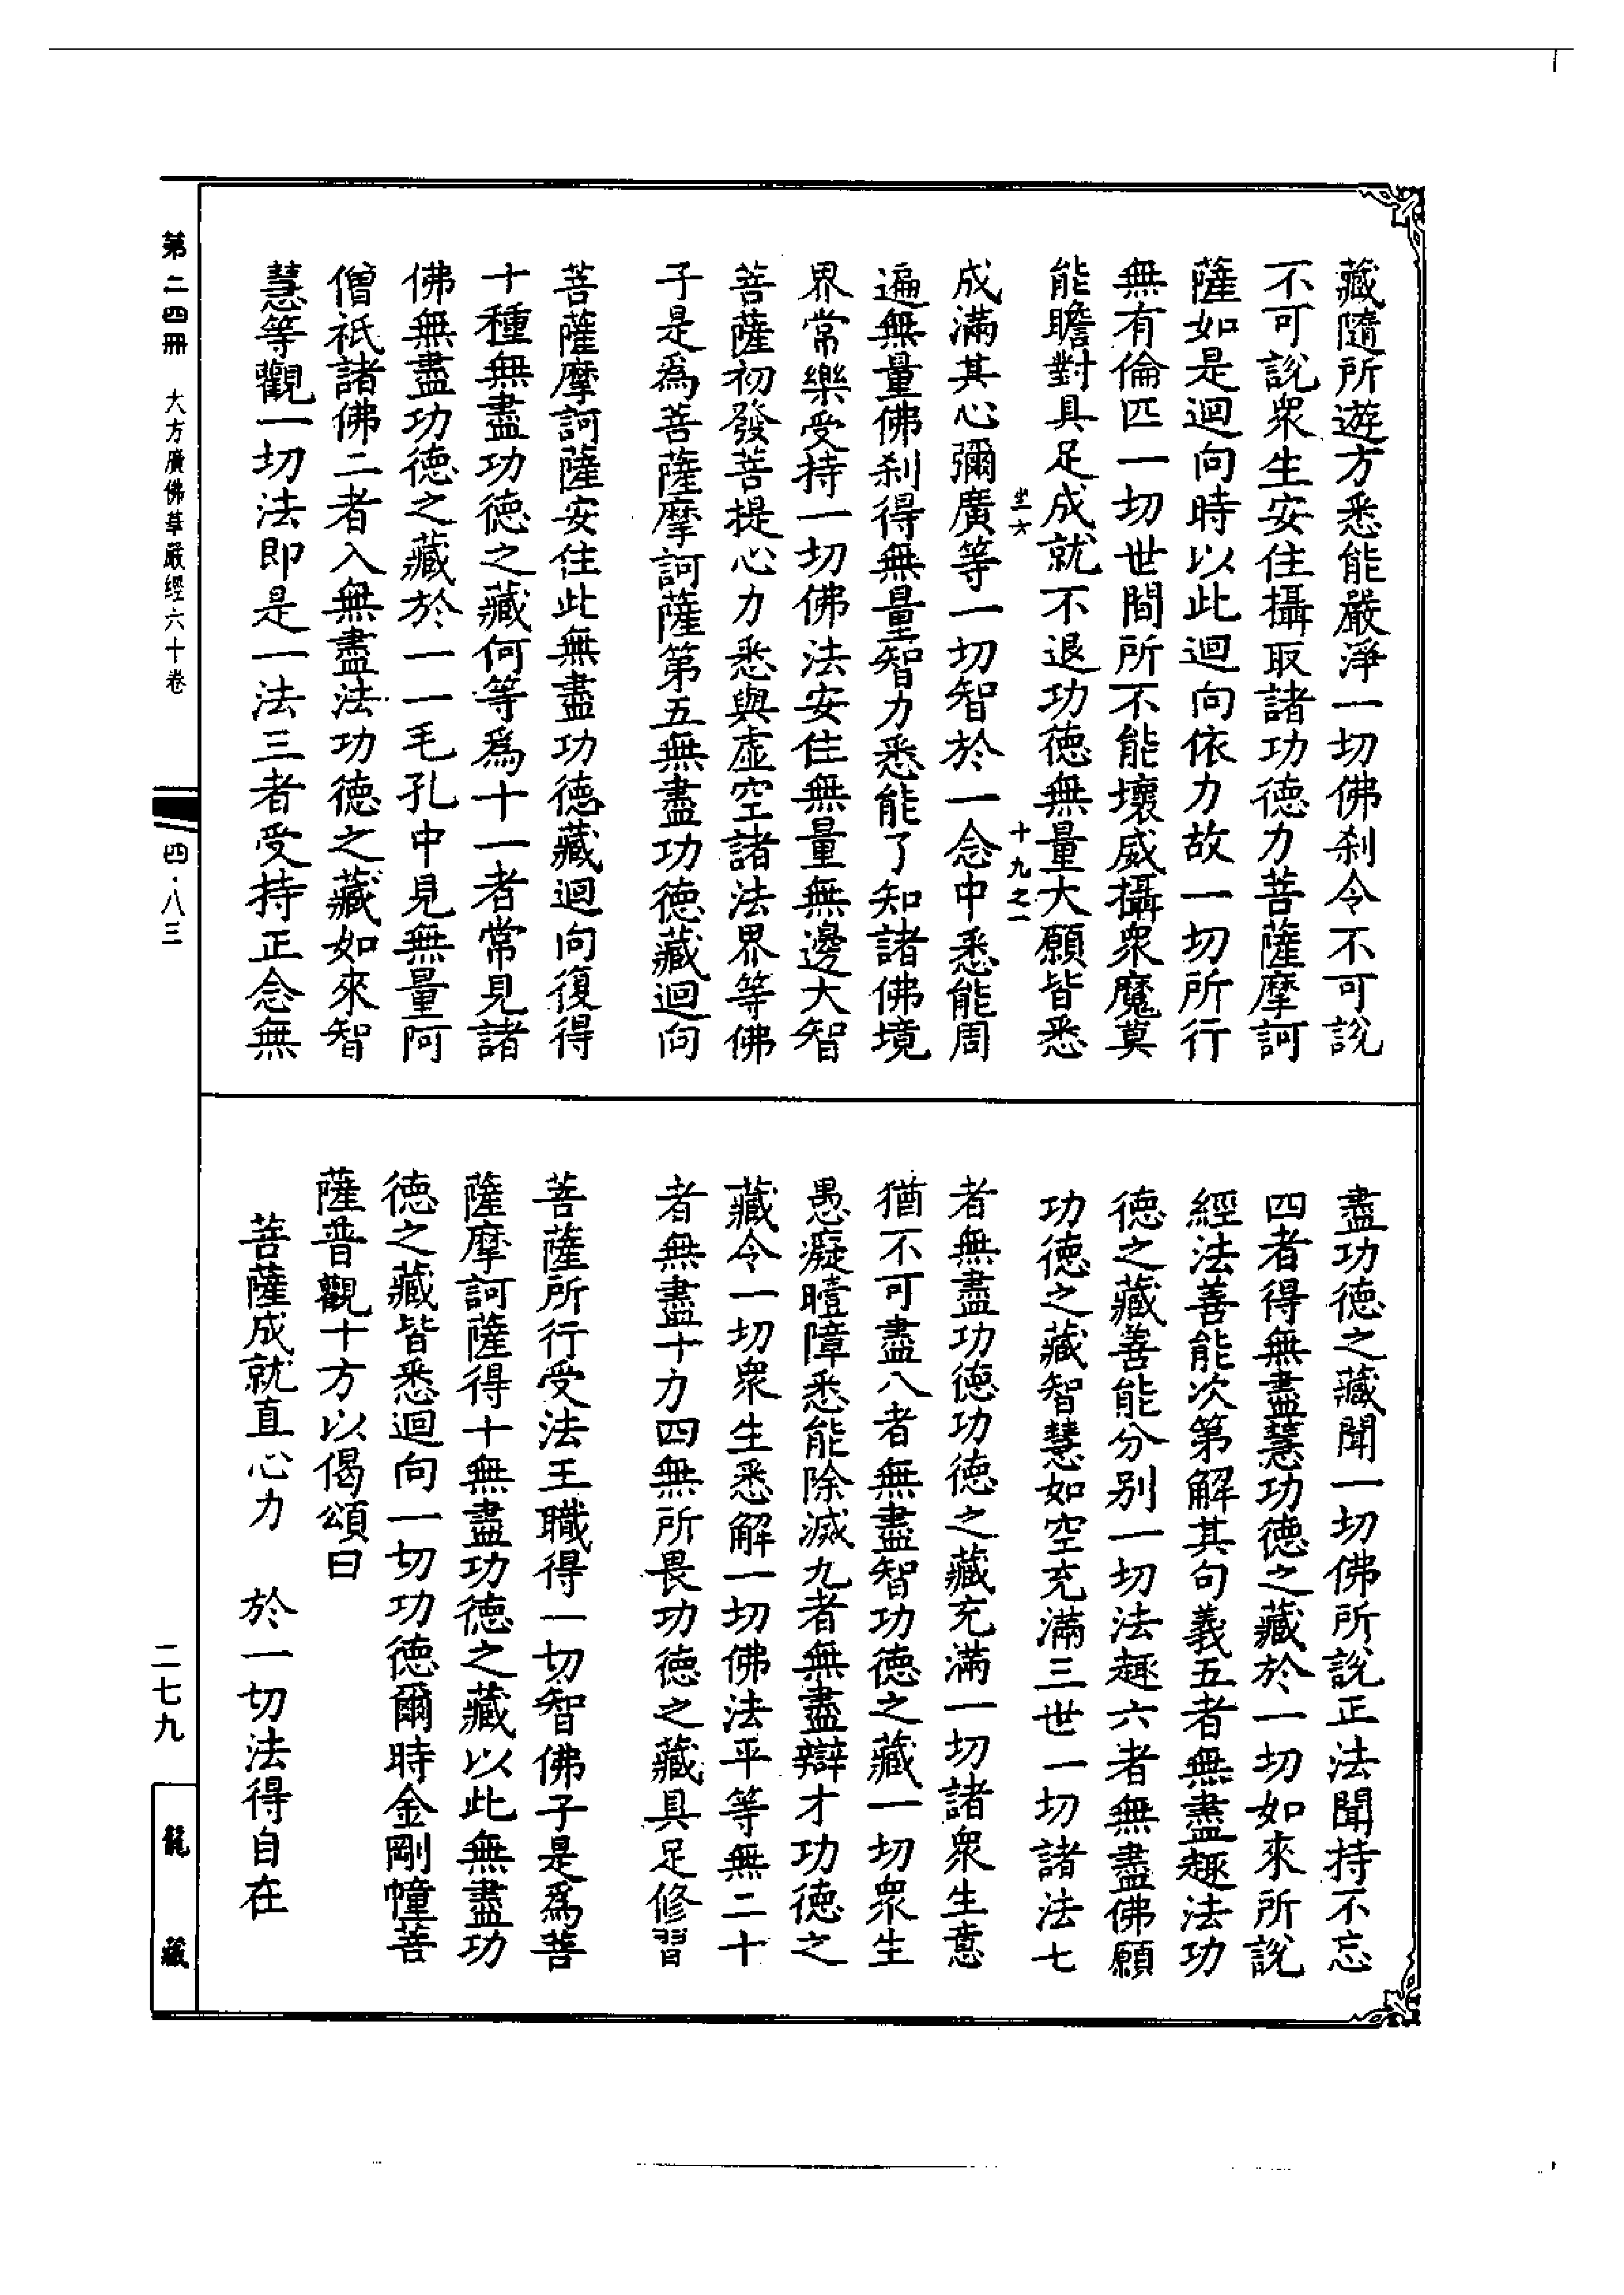 藏隨所遊方悉能嚴淨一切佛刹令不可說
不可說衆生安住攝取諸功德力菩薩摩訶
薩如是迴向時以此迴向依力故一切所行
無有倫匹一切世間所不能壞威攝衆魔莫
能瞻對具足成就不退功德無量大願皆悉
坐六
十九之一
成滿其心彌廣等一切智於一念中悉能周
遍無量佛刹得無量智力悉能了知諸佛境
界常樂受持一切佛法安住無量無邊大智
菩薩初發菩提心力悉與虛空諸法界等佛
子是爲菩薩摩訶薩第五無盡功德藏迴向
菩薩摩訶薩安住此無盡功德藏迴向復得
十種無盡功德之藏何等爲十一者常見諸
佛無盡功德之藏於一一毛孔中見無量阿
僧祇諸佛二者入無盡法功德之藏如來智
慧等觀一切法即是一法三者受持正念無
盡功德之藏聞一切佛所說正法聞持不忘
四者得無盡慧功德之藏於一切如來所說
經法善能次第解其句義五者無盡趣法功
德之藏善能分別一切法趣六者無盡佛願
功德之藏智慧如空充滿三世一切諸法七
者無盡功德功德之藏充滿一切諸衆生意
猶不可盡八者無盡智功德之藏一切衆生
愚癡曀障悉能除滅九者無盡辯才功德之
藏令一切衆生悉解一切佛法平等無二十
者無盡十力四無所畏功德之藏具足修習
菩薩所行受法王職得一切智佛子是爲菩
薩摩訶薩得十無盡功德之藏以此無盡功
德之藏皆悉迴向一切功德爾時金剛幢菩
薩普觀十方以偈頌曰
菩薩成就直心力　於一切法得自在
第二四冊　大方廣佛華嚴經六十卷
四·八三
二七九
龍藏